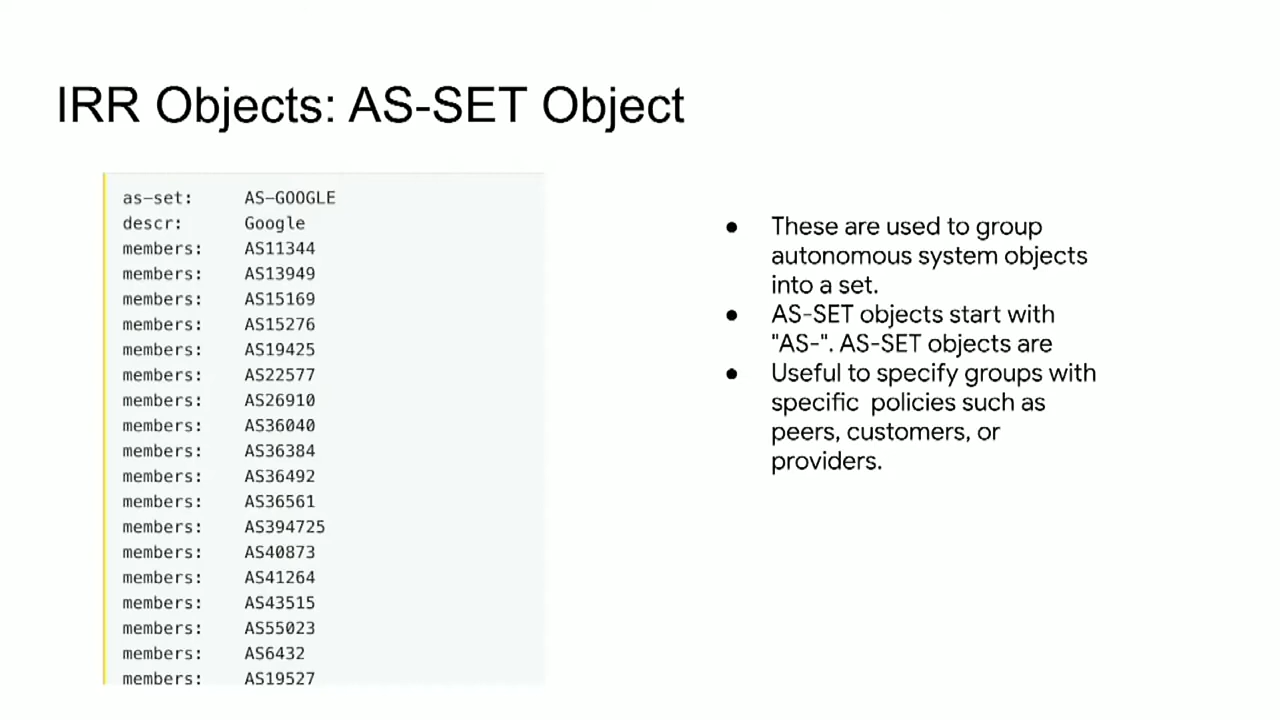 IRR Objects: AS-SET Object
as-set: AS-GOOGLE
descr: Google
members: AS11344
members: AS13949
members: AS15169
members: AS15276
members: AS19425
members: AS22577
members: AS26910
members: AS36040
members: AS36384
members: AS36492
members: AS36561
members: AS394725
members: AS40873
members: AS41264
members: AS43515
members: AS55023
members: AS6432
members: AS19527
● These are used to group
autonomous system objects
into a set.
● AS-SET objects start with
"AS-". AS-SET objects are
● Useful to specify groups with
specific policies such as
peers, customers, or
providers.